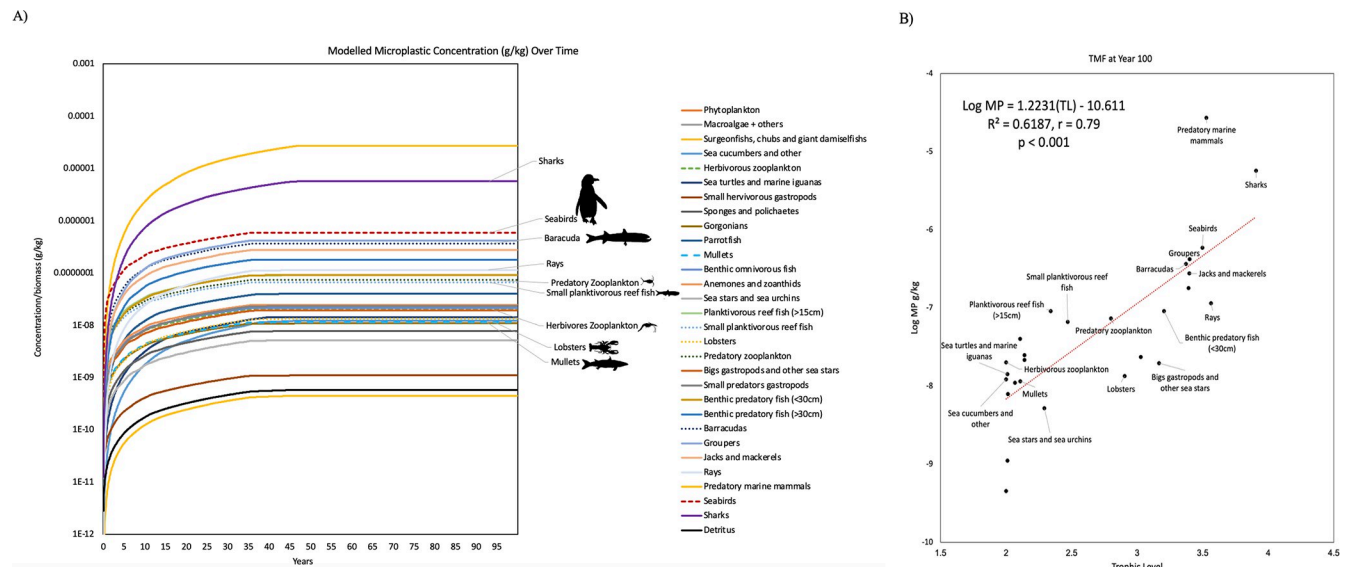 A)
Modelled Microplastic Concentration (g/kg) Over Time
Concentration/biomass (g/kg)
0.001
0.0001
0.00001
0.000001
0.0000001
1E-08
1E-09
1E-10
1E-11
1E-12
0 5 10 15 20 25 30 35 40 45 50 55 60 65 70 75 80 85 90 95
Years
Sharks
Seabirds
Baracuda
Rays
Predatory Zooplankton
Small planktivorous reef fish
Herbivores Zooplankton
Lobsters
Mullets
Phytoplankton
Macroalgae + others
Surgeonfishs, chubs and giant damiselfishs
Sea cucumbers and other
Herbivorous zooplankton
Sea turtles and marine iguanas
Small hervivorous gastropods
Sponges and polichaetes
Gorgonians
Parrotfish
Mullets
Benthic omnivorous fish
Anemones and zoanthids
Sea stars and sea urchins
Planktivorous reef fish (>15cm)
Small planktivorous reef fish
Lobsters
Predatory zooplankton
Bigs gastropods and other sea stars
Small predators gastropods
Benthic predatory fish (<30cm)
Benthic predatory fish (>30cm)
Barracudas
Groupers
Jacks and mackerels
Rays
Predatory marine mammals
Seabirds
Sharks
Detritus
B)
TMF at Year 100
Log MP = 1.2231(TL) - 10.611
R² = 0.6187, r = 0.79
p < 0.001
Log MP g/kg
-4
-5
-6
-7
-8
-9
-10
1.5 2 2.5 3 3.5 4 4.5
Trophic Level
Predatory marine
mammals
Sharks
Seabirds
Groupers
Barracudas
Jacks and mackerels
Small planktivorous reef
fish
Planktivorous reef fish
(>15cm)
Predatory zooplankton
Rays
Benthic predatory fish
(<30cm)
Sea turtles and marine
iguanas
Herbivorous zooplankton
Mullets
Lobsters
Bigs gastropods and
other sea stars
Sea cucumbers and
other
Sea stars and sea urchins